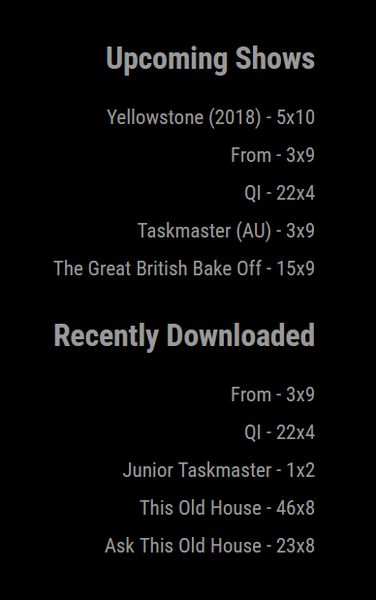 Upcoming Shows
Yellowstone (2018) - 5x10
From - 3x9
QI - 22x4
Taskmaster (AU) - 3x9
The Great British Bake Off - 15x9
Recently Downloaded
From - 3x9
QI - 22x4
Junior Taskmaster - 1x2
This Old House - 46x8
Ask This Old House - 23x8